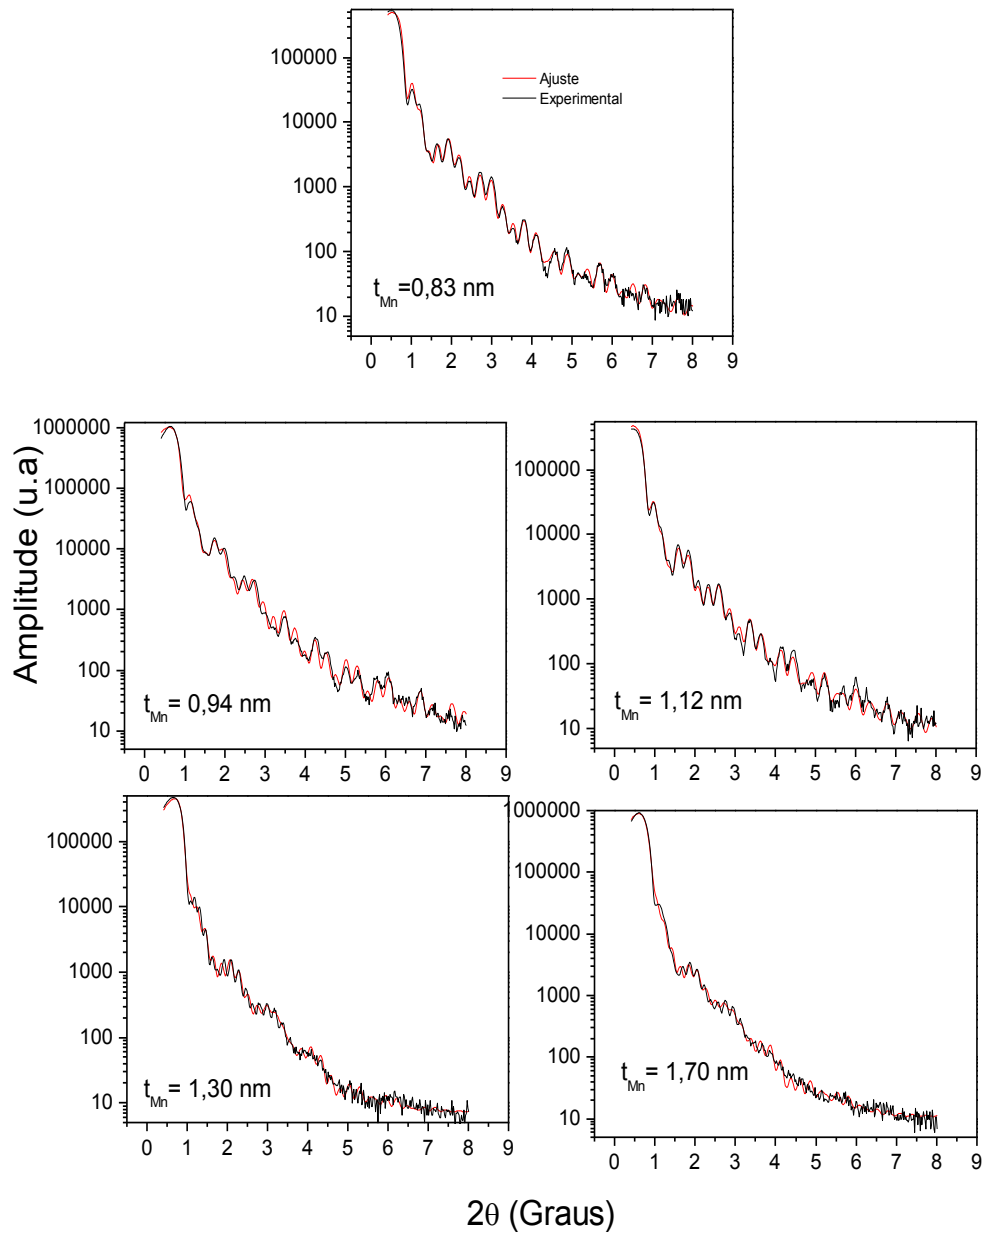 100000
10000
1000
100
10
Ajuste
Experimental
t_Mn=0,83 nm
0 1 2 3 4 5 6 7 8 9
Amplitude (u.a)
1000000
100000
10000
1000
100
10
t_Mn= 0,94 nm
0 1 2 3 4 5 6 7 8 9
100000
10000
1000
100
10
t_Mn= 1,12 nm
0 1 2 3 4 5 6 7 8 9
100000
10000
1000
100
10
t_Mn= 1,30 nm
0 1 2 3 4 5 6 7 8 9
1000000
100000
10000
1000
100
10
t_Mn= 1,70 nm
0 1 2 3 4 5 6 7 8 9
2θ (Graus)